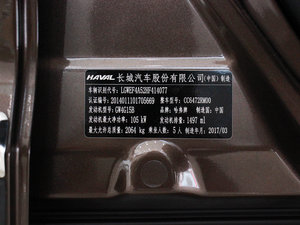 HAVAL 长城汽车股份有限公司(中国)制造
车辆识别代号: LGWEF4A52HF414077
认证编号: 2014011101705669 整车型号: CC6472RM00
发动机型号: GW4G15B 品牌: 哈弗牌 制造国: 中国
发动机最大净功率: 105 kW 发动机排量: 1497 ml
最大允许总质量: 2064 kg 乘坐人数: 5 人 制造年月: 2017/03